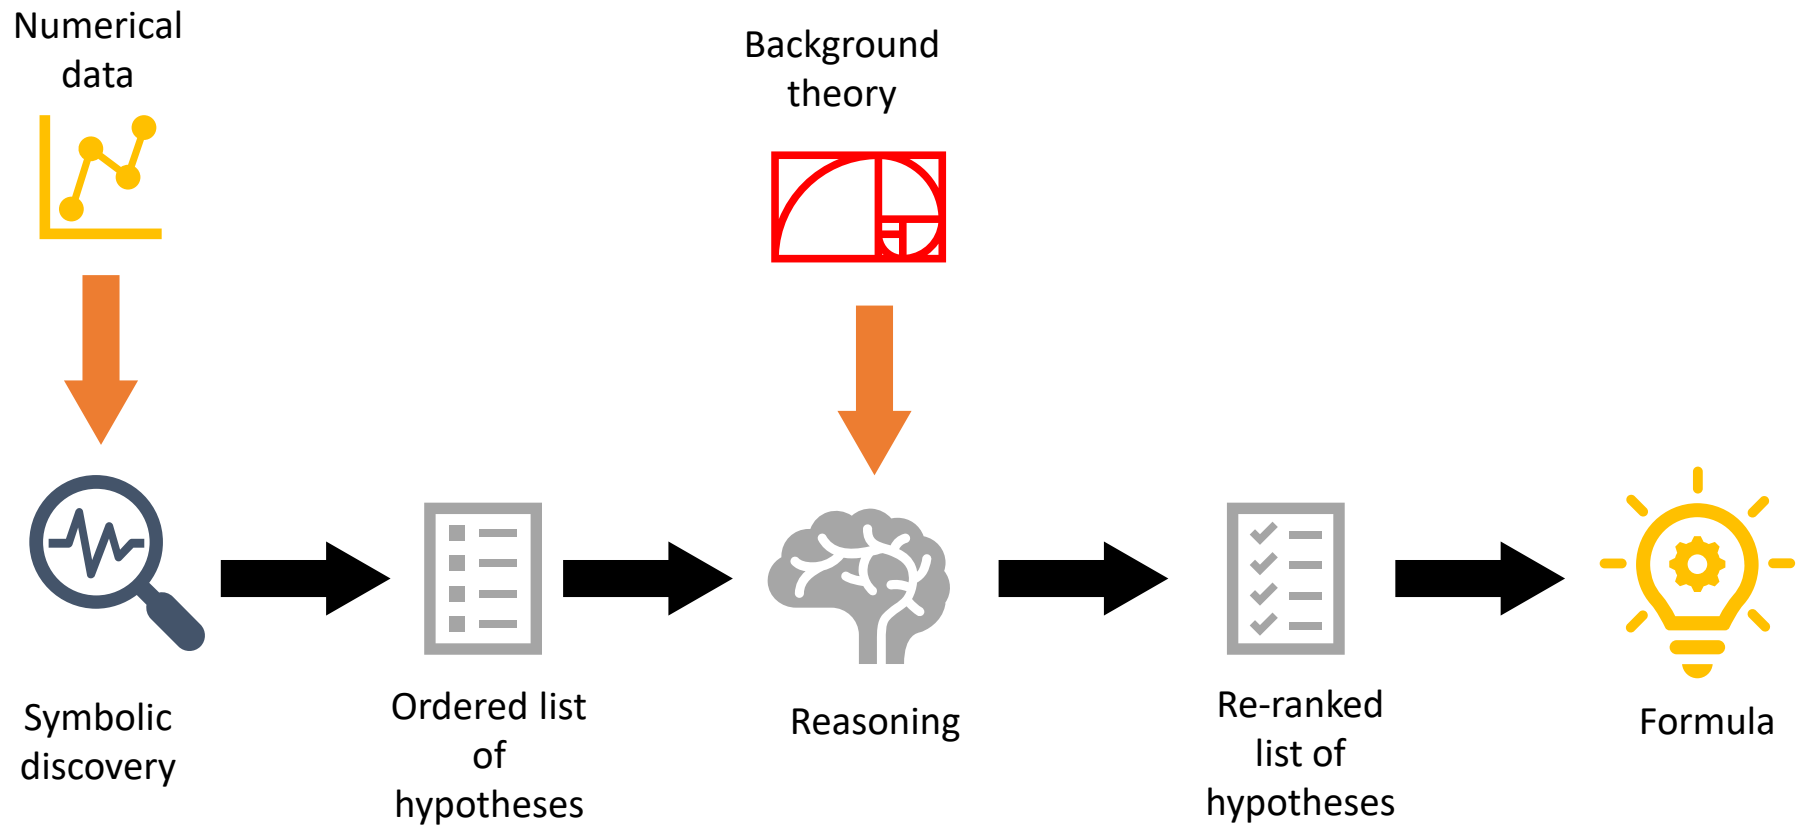 Numerical
data
Background
theory
Symbolic
discovery
Ordered list
of
hypotheses
Reasoning
Re-ranked
list of
hypotheses
Formula